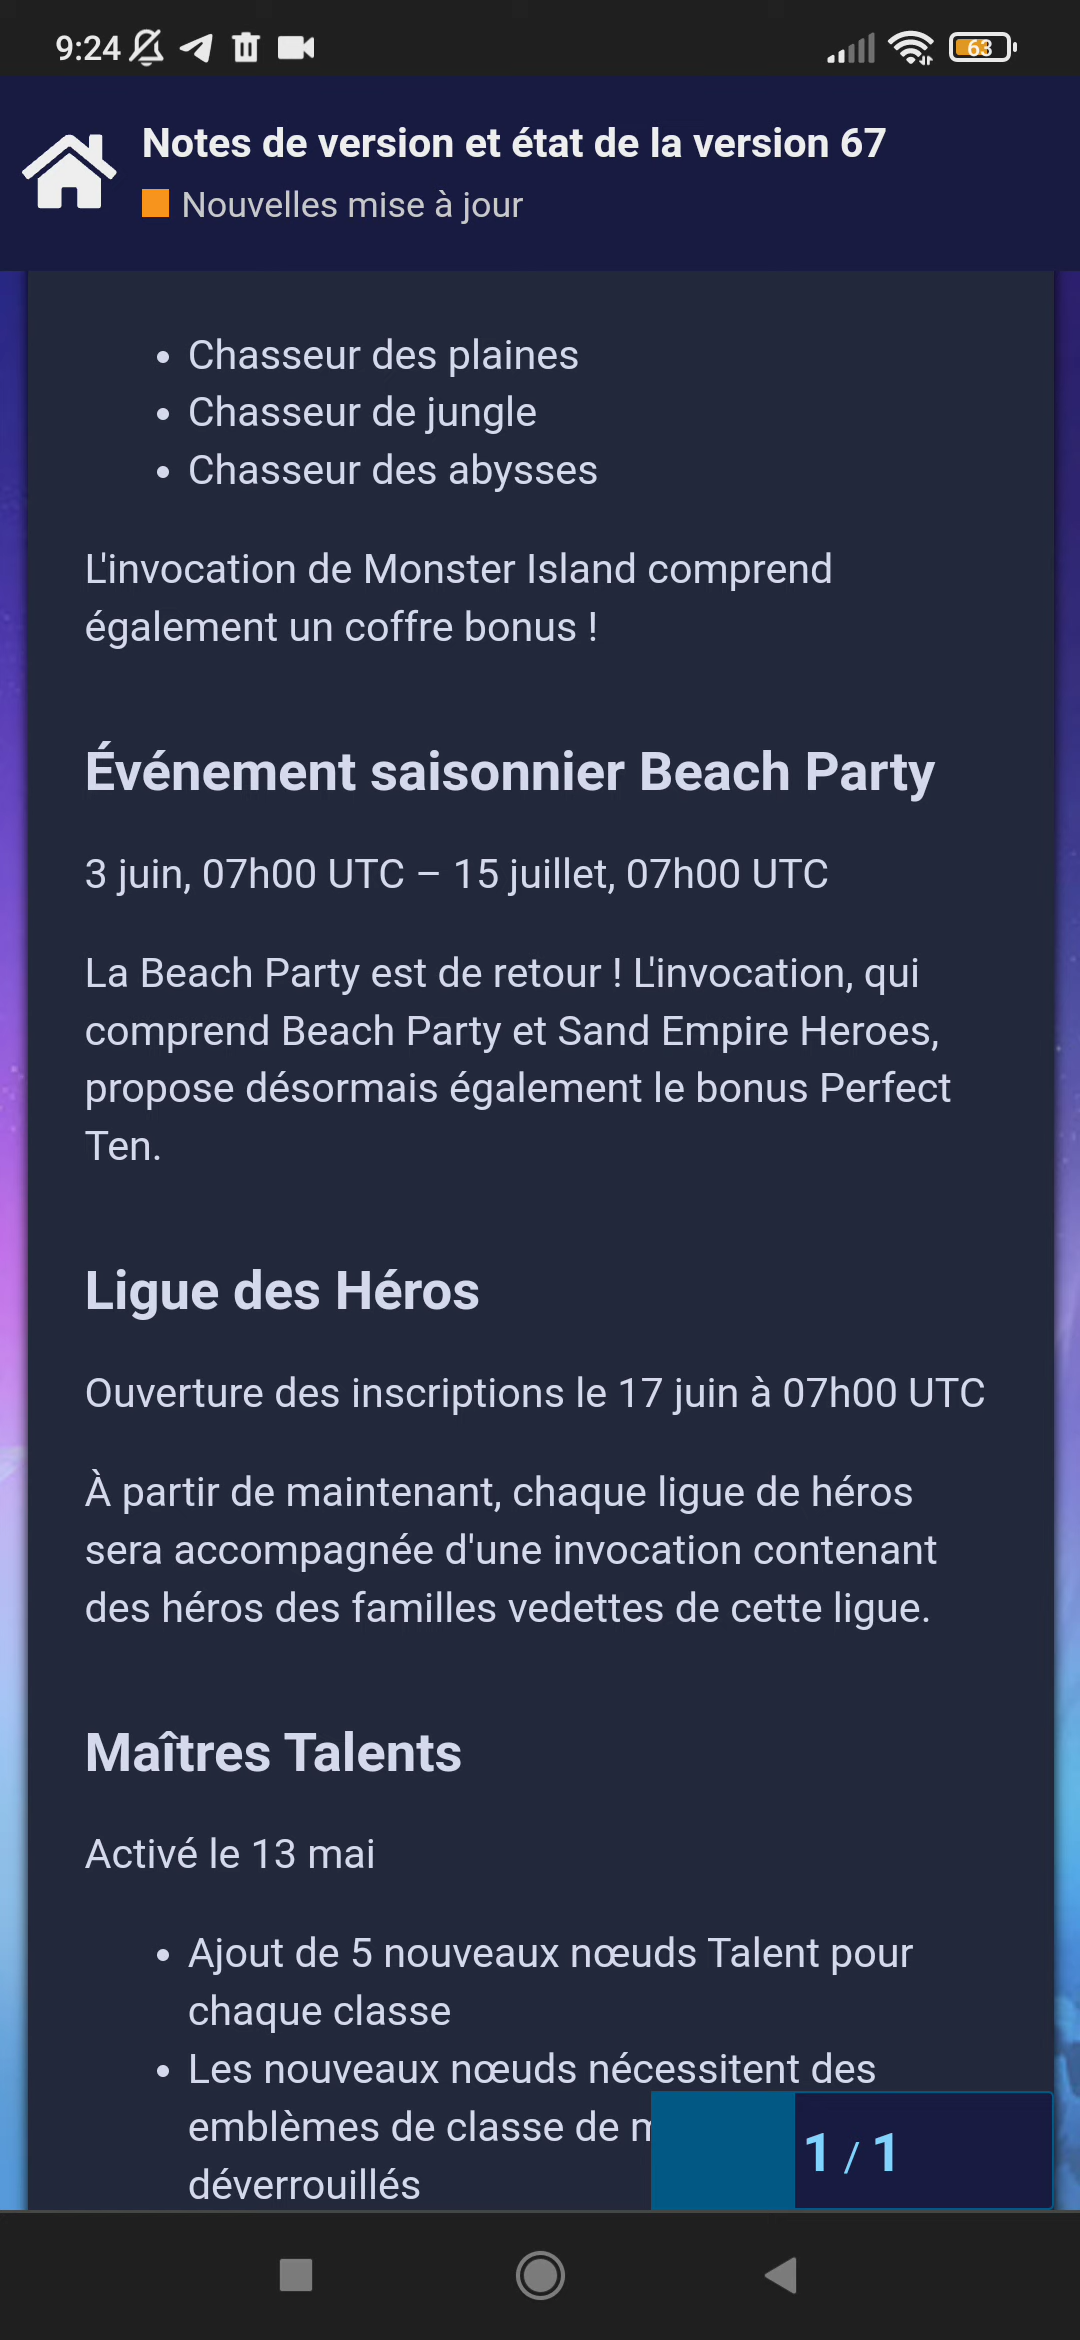 9:24
63
Notes de version et état de la version 67
Nouvelles mise à jour
• Chasseur des plaines
• Chasseur de jungle
• Chasseur des abysses
L'invocation de Monster Island comprend
également un coffre bonus !
Événement saisonnier Beach Party
3 juin, 07h00 UTC – 15 juillet, 07h00 UTC
La Beach Party est de retour ! L'invocation, qui
comprend Beach Party et Sand Empire Heroes,
propose désormais également le bonus Perfect
Ten.
Ligue des Héros
Ouverture des inscriptions le 17 juin à 07h00 UTC
À partir de maintenant, chaque ligue de héros
sera accompagnée d'une invocation contenant
des héros des familles vedettes de cette ligue.
Maîtres Talents
Activé le 13 mai
• Ajout de 5 nouveaux nœuds Talent pour
chaque classe
• Les nouveaux nœuds nécessitent des
emblèmes de classe de
déverrouillés
1 / 1